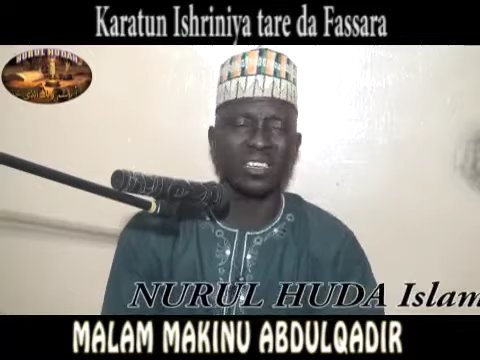 Karatun Ishriniya tare da Fassara
NURUL HUDA
NURUL HUDA Islam
MALAM MAKINU ABDULQADIR